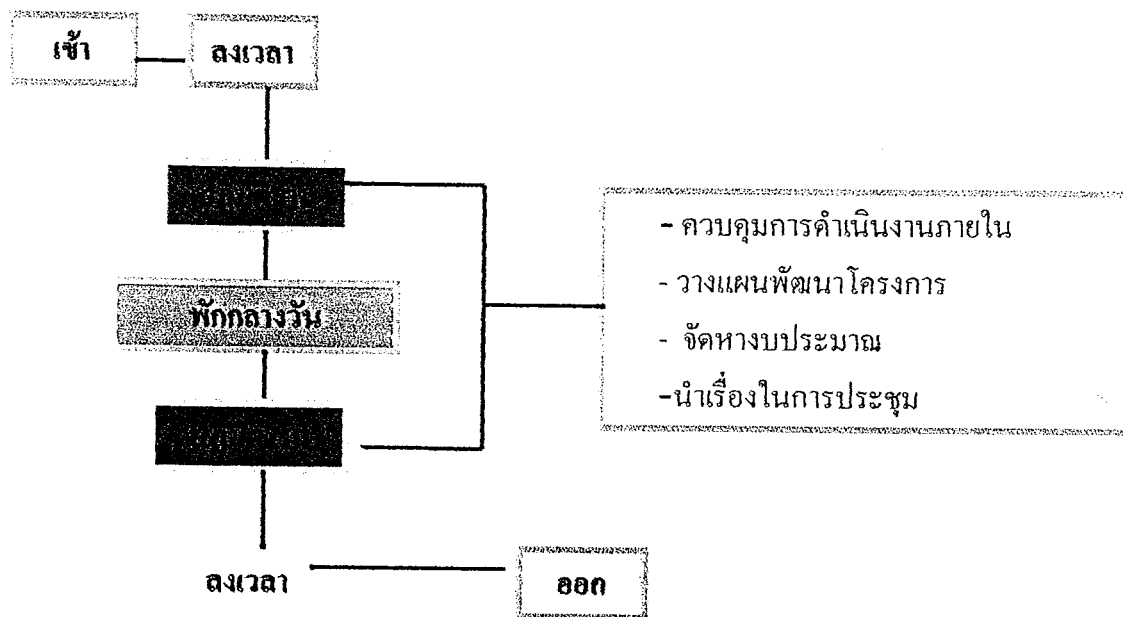 เช้า
ลงเวลา
พักกลางวัน
- ควบคุมการดำเนินงานภายใน
- วางแผนพัฒนาโครงการ
- จัดหางบประมาณ
-นำเรื่องในการประชุม
ลงเวลา
ออก